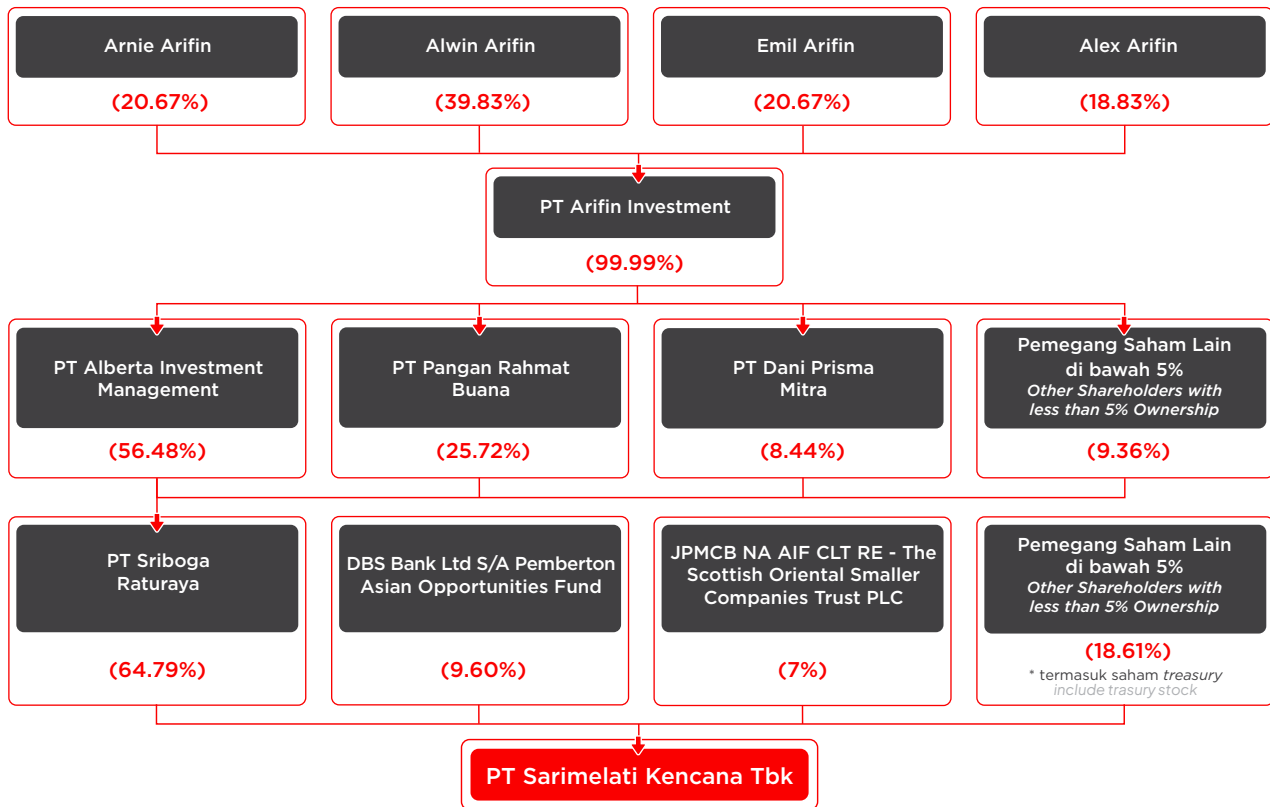 Arnie Arifin
(20.67%)
Alwin Arifin
(39.83%)
Emil Arifin
(20.67%)
Alex Arifin
(18.83%)
PT Arifin Investment
(99.99%)
PT Alberta Investment
Management
(56.48%)
PT Pangan Rahmat
Buana
(25.72%)
PT Dani Prisma
Mitra
(8.44%)
Pemegang Saham Lain
di bawah 5%
Other Shareholders with
less than 5% Ownership
(9.36%)
PT Sriboga
Raturaya
(64.79%)
DBS Bank Ltd S/A Pemberton
Asian Opportunities Fund
(9.60%)
JPMCB NA AIF CLT RE - The
Scottish Oriental Smaller
Companies Trust PLC
(7%)
Pemegang Saham Lain
di bawah 5%
Other Shareholders with
less than 5% Ownership
(18.61%)
* termasuk saham treasury
include trasury stock
PT Sarimelati Kencana Tbk